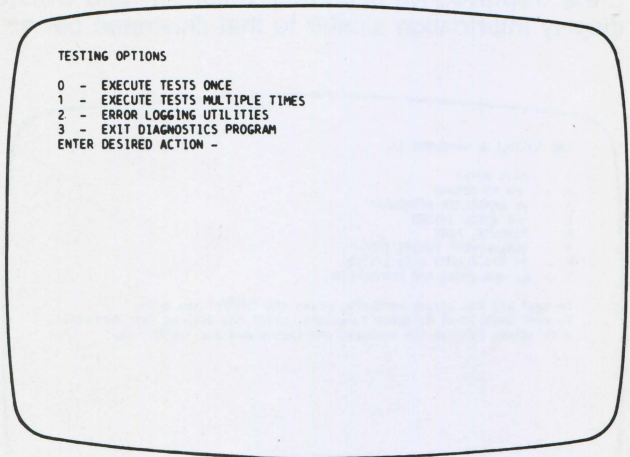 TESTING OPTIONS
0 - EXECUTE TESTS ONCE
1 - EXECUTE TESTS MULTIPLE TIMES
2 - ERROR LOGGING UTILITIES
3 - EXIT DIAGNOSTICS PROGRAM
ENTER DESIRED ACTION -